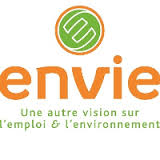 envie
Une autre vision sur
l'emploi & l'environnement